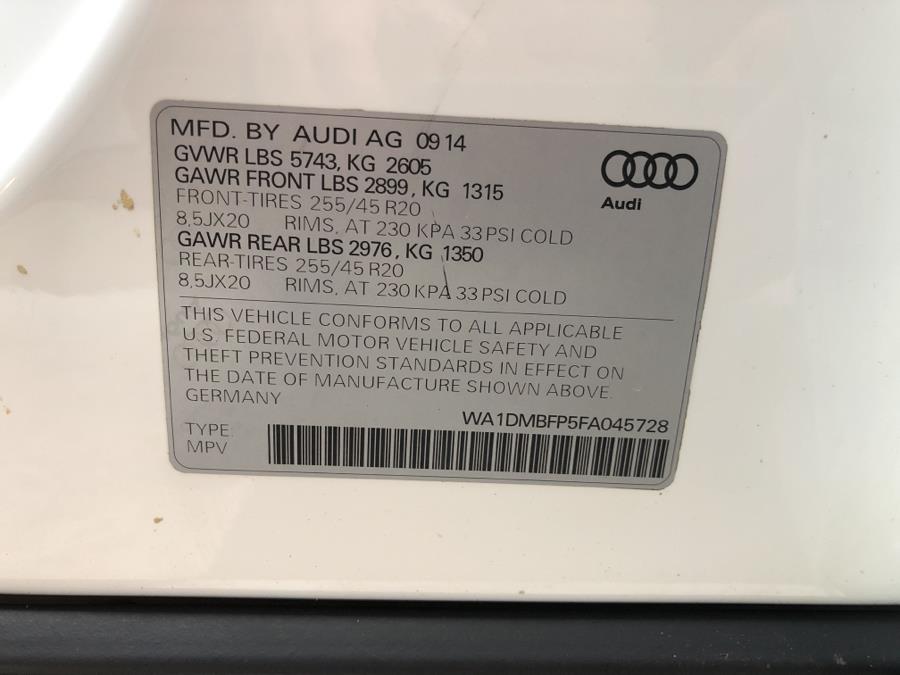 MFD. BY AUDI AG 09 14
GVWR LBS 5743, KG 2605
GAWR FRONT LBS 2899, KG 1315
FRONT-TIRES 255/45 R20
8,5JX20 RIMS, AT 230 KPA 33 PSI COLD
GAWR REAR LBS 2976, KG 1350
REAR-TIRES 255/45 R20
8,5JX20 RIMS, AT 230 KPA 33 PSI COLD
Audi
THIS VEHICLE CONFORMS TO ALL APPLICABLE
U.S. FEDERAL MOTOR VEHICLE SAFETY AND
THEFT PREVENTION STANDARDS IN EFFECT ON
THE DATE OF MANUFACTURE SHOWN ABOVE.
GERMANY
WA1DMBFP5FA045728
TYPE:
MPV